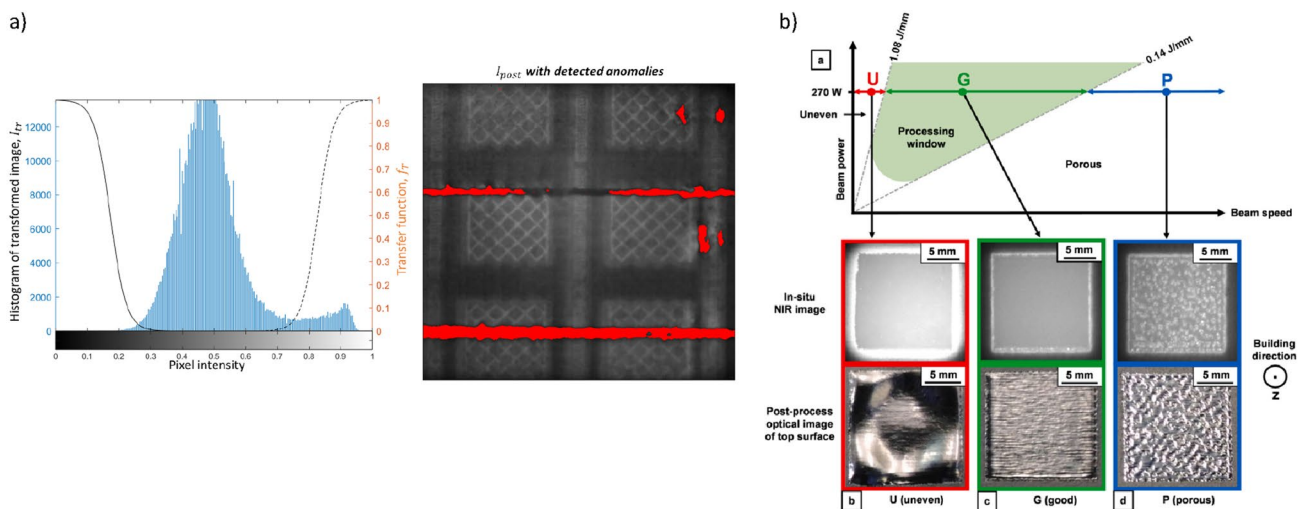 a)
I_post with detected anomalies
Histogram of transformed image, I_tr
12000
10000
8000
6000
4000
2000
0
1
0.9
0.8
0.7
0.6
0.5
0.4
0.3
0.2
0.1
0
Transfer function, f_T
0 0.1 0.2 0.3 0.4 0.5 0.6 0.7 0.8 0.9 1
Pixel intensity
b)
a
1.08 J/mm
0.14 J/mm
U G P
270 W
Uneven
Processing
window
Porous
Beam power
Beam speed
In-situ
NIR image
5 mm 5 mm 5 mm
Building
direction
Z
Post-process
optical image
of top surface
5 mm 5 mm 5 mm
b U (uneven) c G (good) d P (porous)